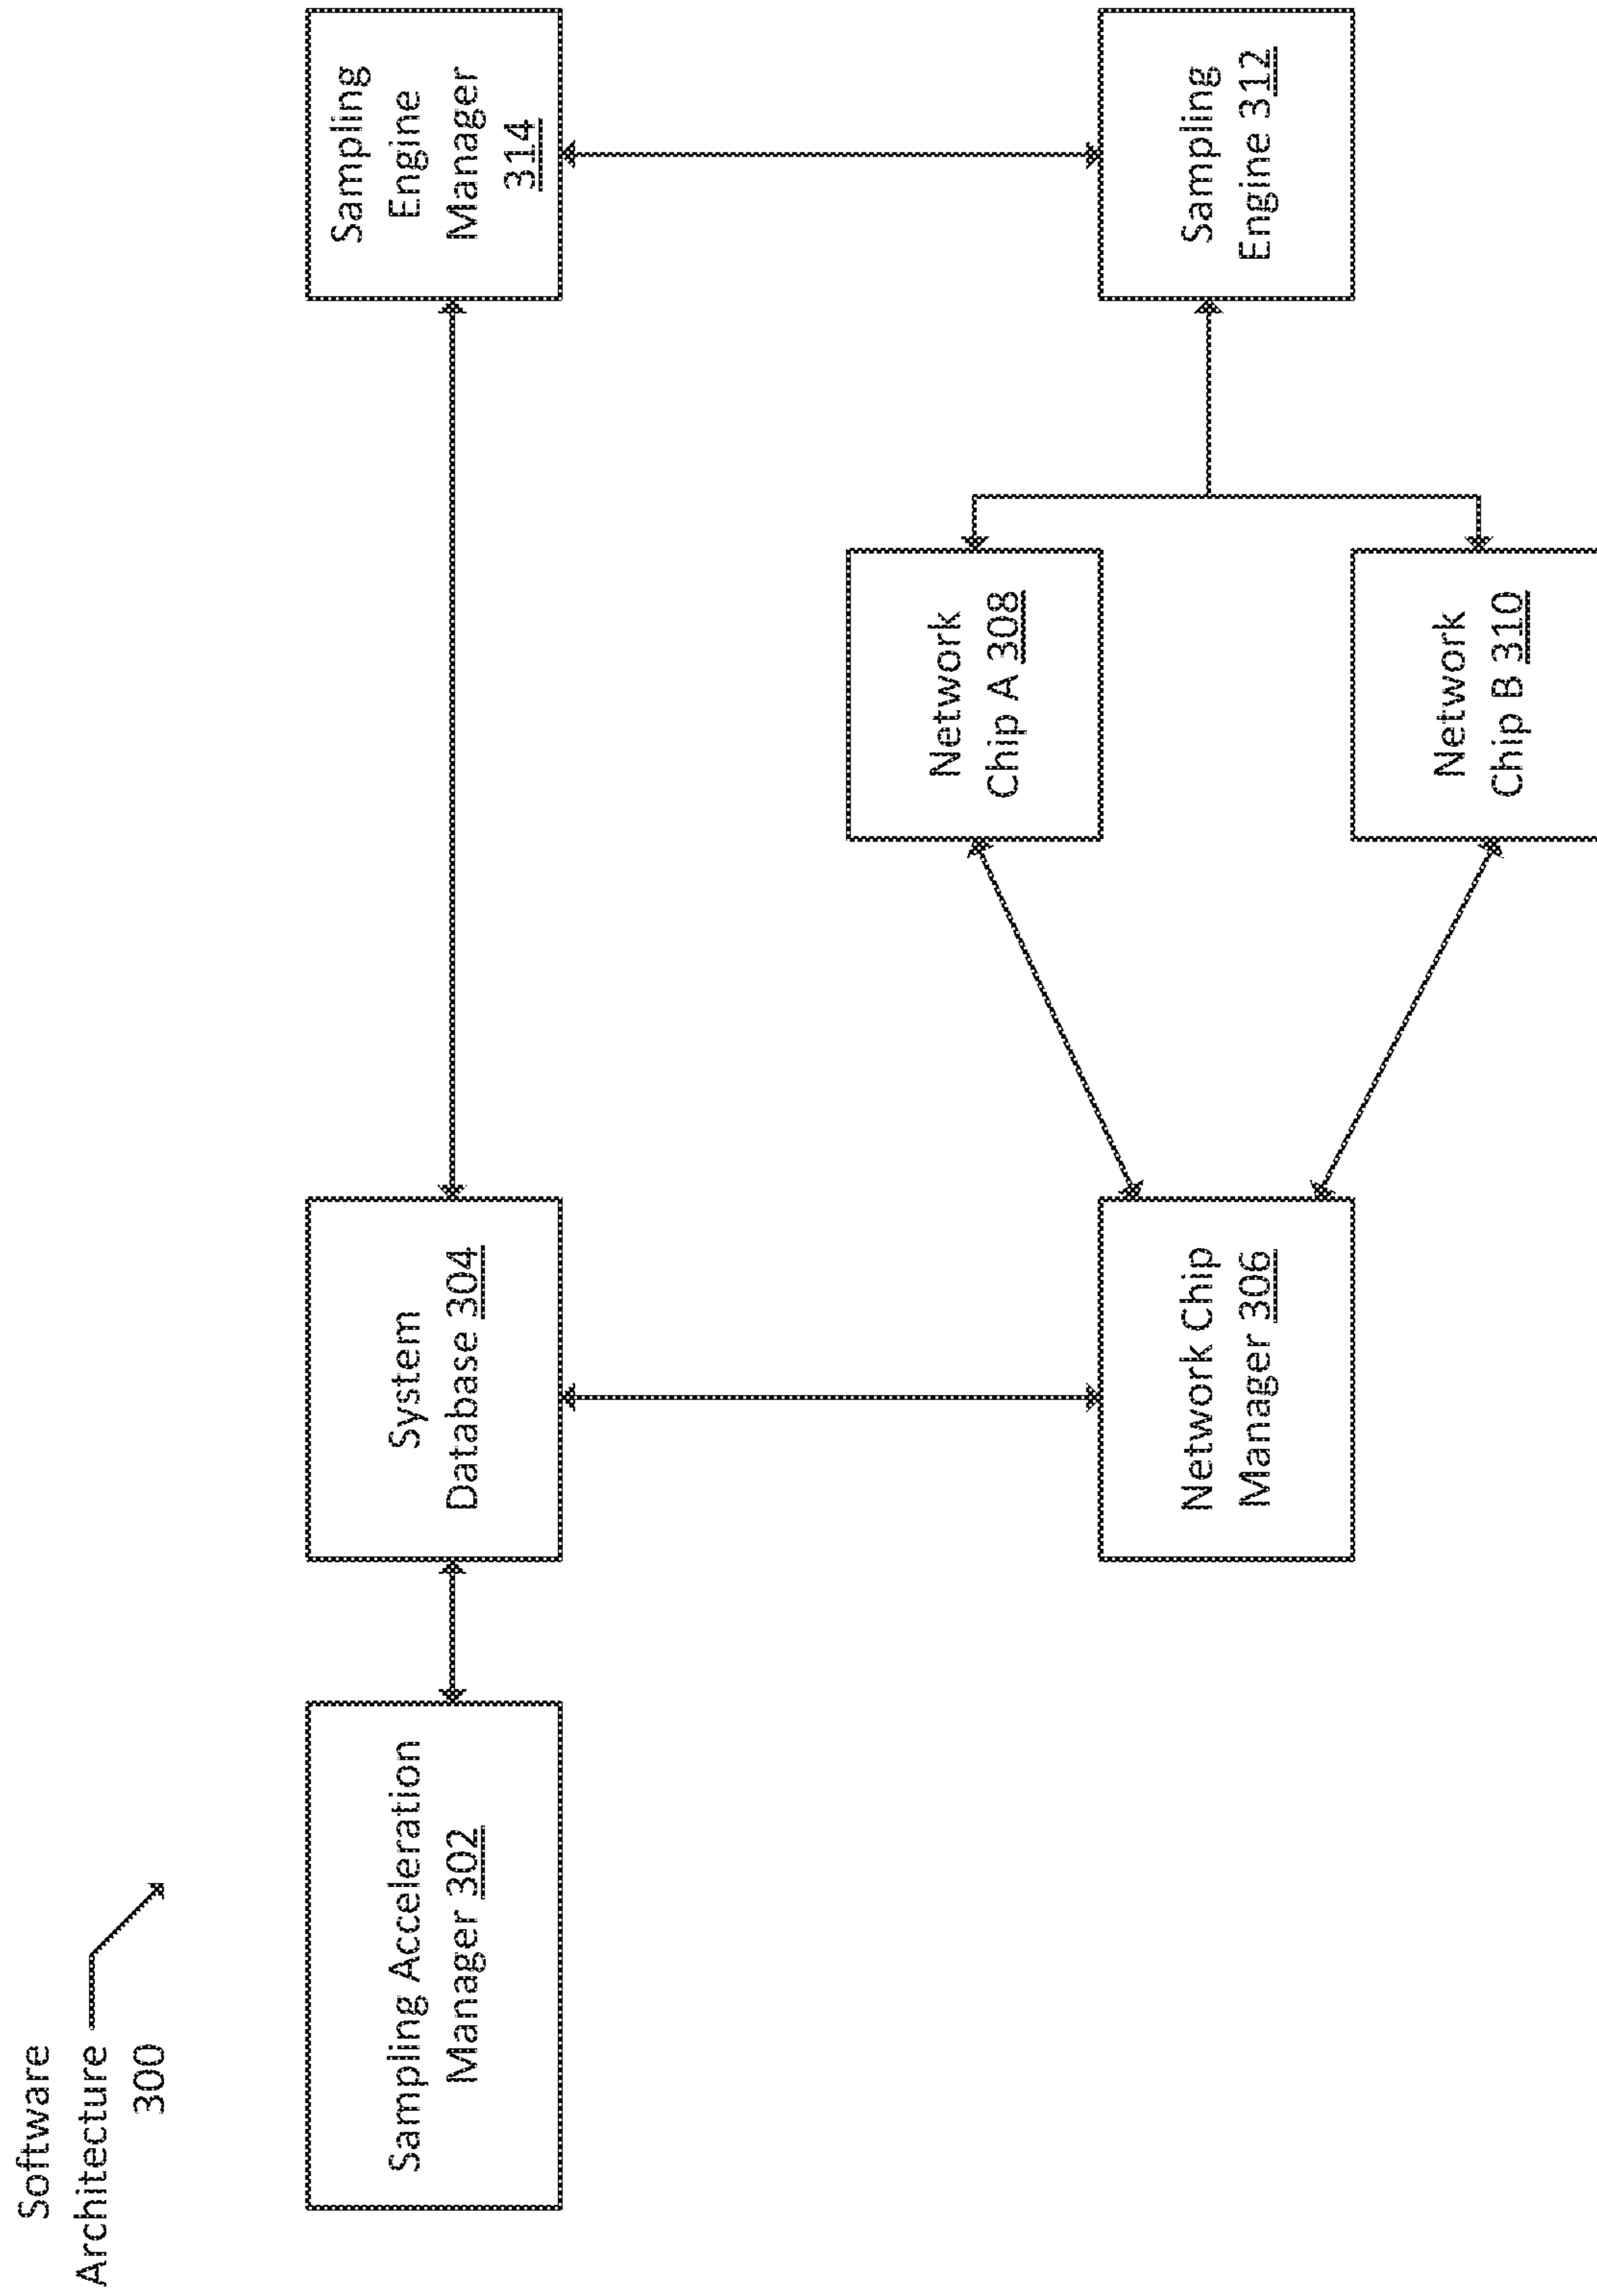 Software
Architecture
300
Sampling Acceleration
Manager 302
System
Database 304
Sampling
Engine
Manager
314
Network Chip
Manager 306
Network
Chip A 308
Network
Chip B 310
Sampling
Engine 312